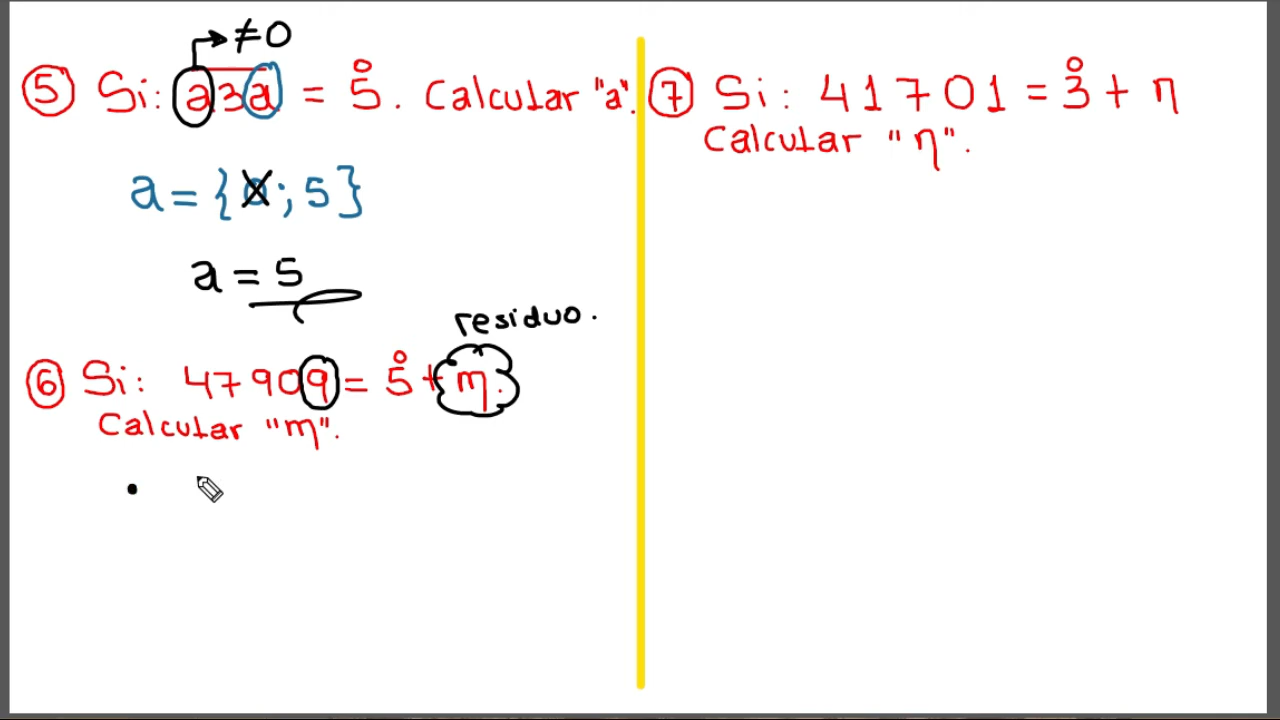 ≠0
⑤ Si: a3a = 5̊. Calcular "a".
a = {0; 5}
a = 5
residuo.
⑥ Si: 47909 = 5̊ + m.
Calcular "m".
⑦ Si: 41701 = 3̊ + n
Calcular "n".